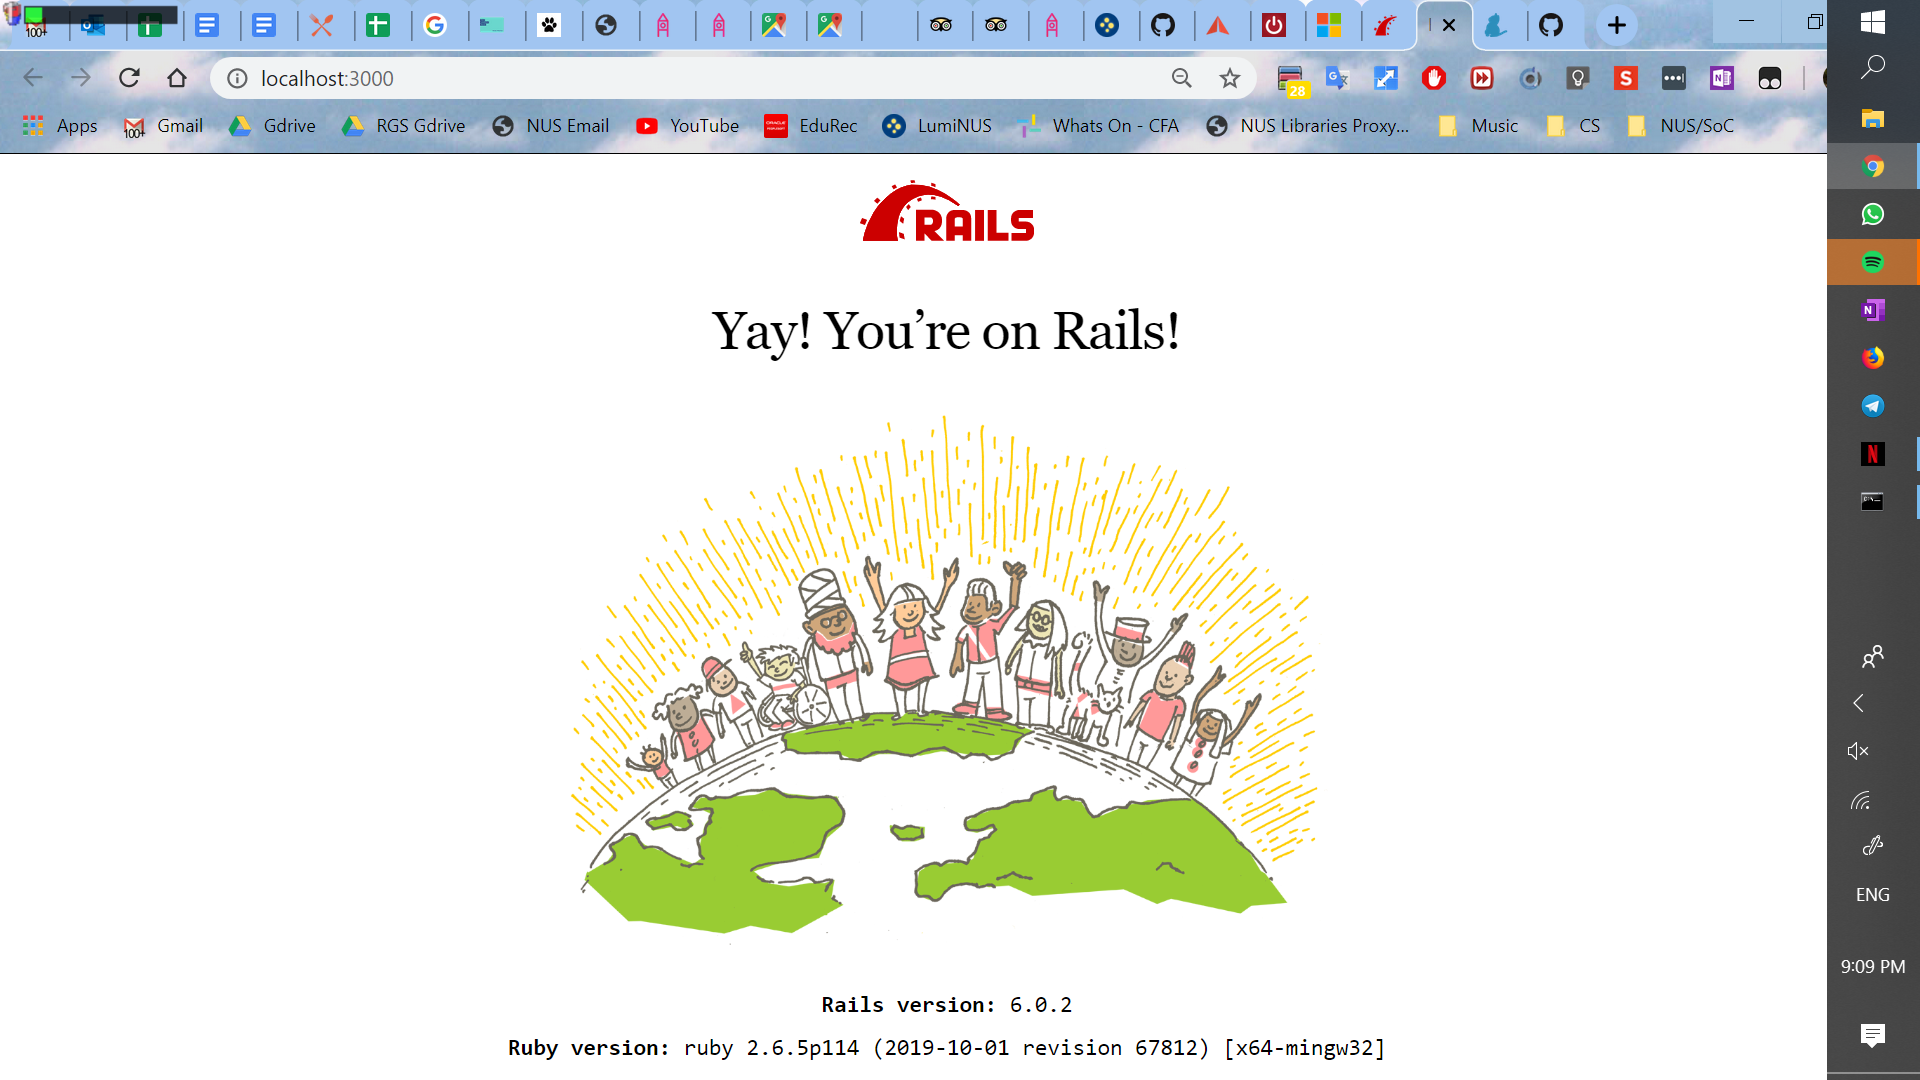 100+
localhost:3000
28
Apps
100+
Gmail
Gdrive
RGS Gdrive
NUS Email
YouTube
EduRec
LumiNUS
Whats On - CFA
NUS Libraries Proxy...
Music
CS
NUS/SoC
RAILS
Yay! You’re on Rails!
Rails version: 6.0.2
Ruby version: ruby 2.6.5p114 (2019-10-01 revision 67812) [x64-mingw32]
ENG
9:09 PM